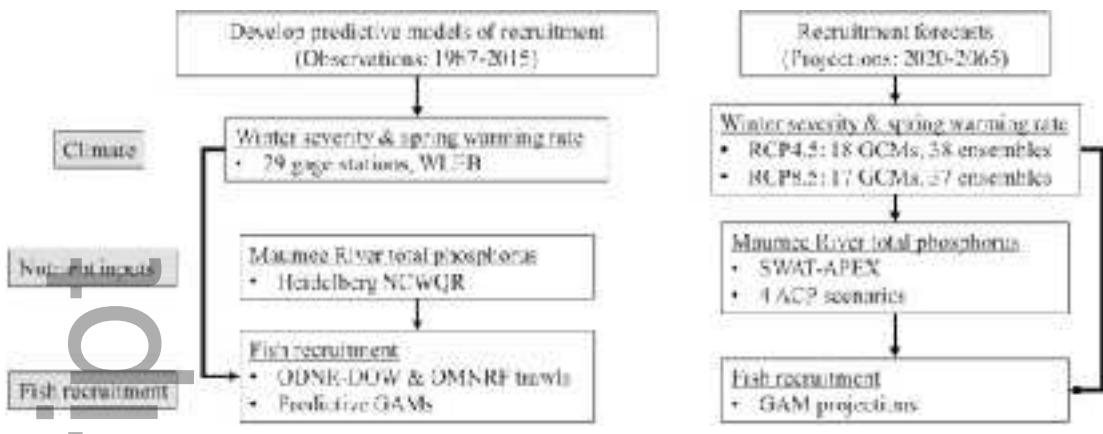 Develop predictive models of recruitment
(Observations: 1987-2015)
Recruitment forecasts
(Projections: 2020-2065)
Climate
Winter severity & spring warming rate
• 29 gage stations, WLEB
Winter severity & spring warming rate
• RCP4.5: 18 GCMs, 38 ensembles
• RCP8.5: 17 GCMs, 37 ensembles
Nutrient inputs
Maumee River total phosphorus
• Heidelberg NCWQR
Maumee River total phosphorus
• SWAT-APEX
• 4 ACP scenarios
Fish recruitment
Fish recruitment
• ODNR-DOW & OMNRF trawls
• Predictive GAMs
Fish recruitment
• GAM projections